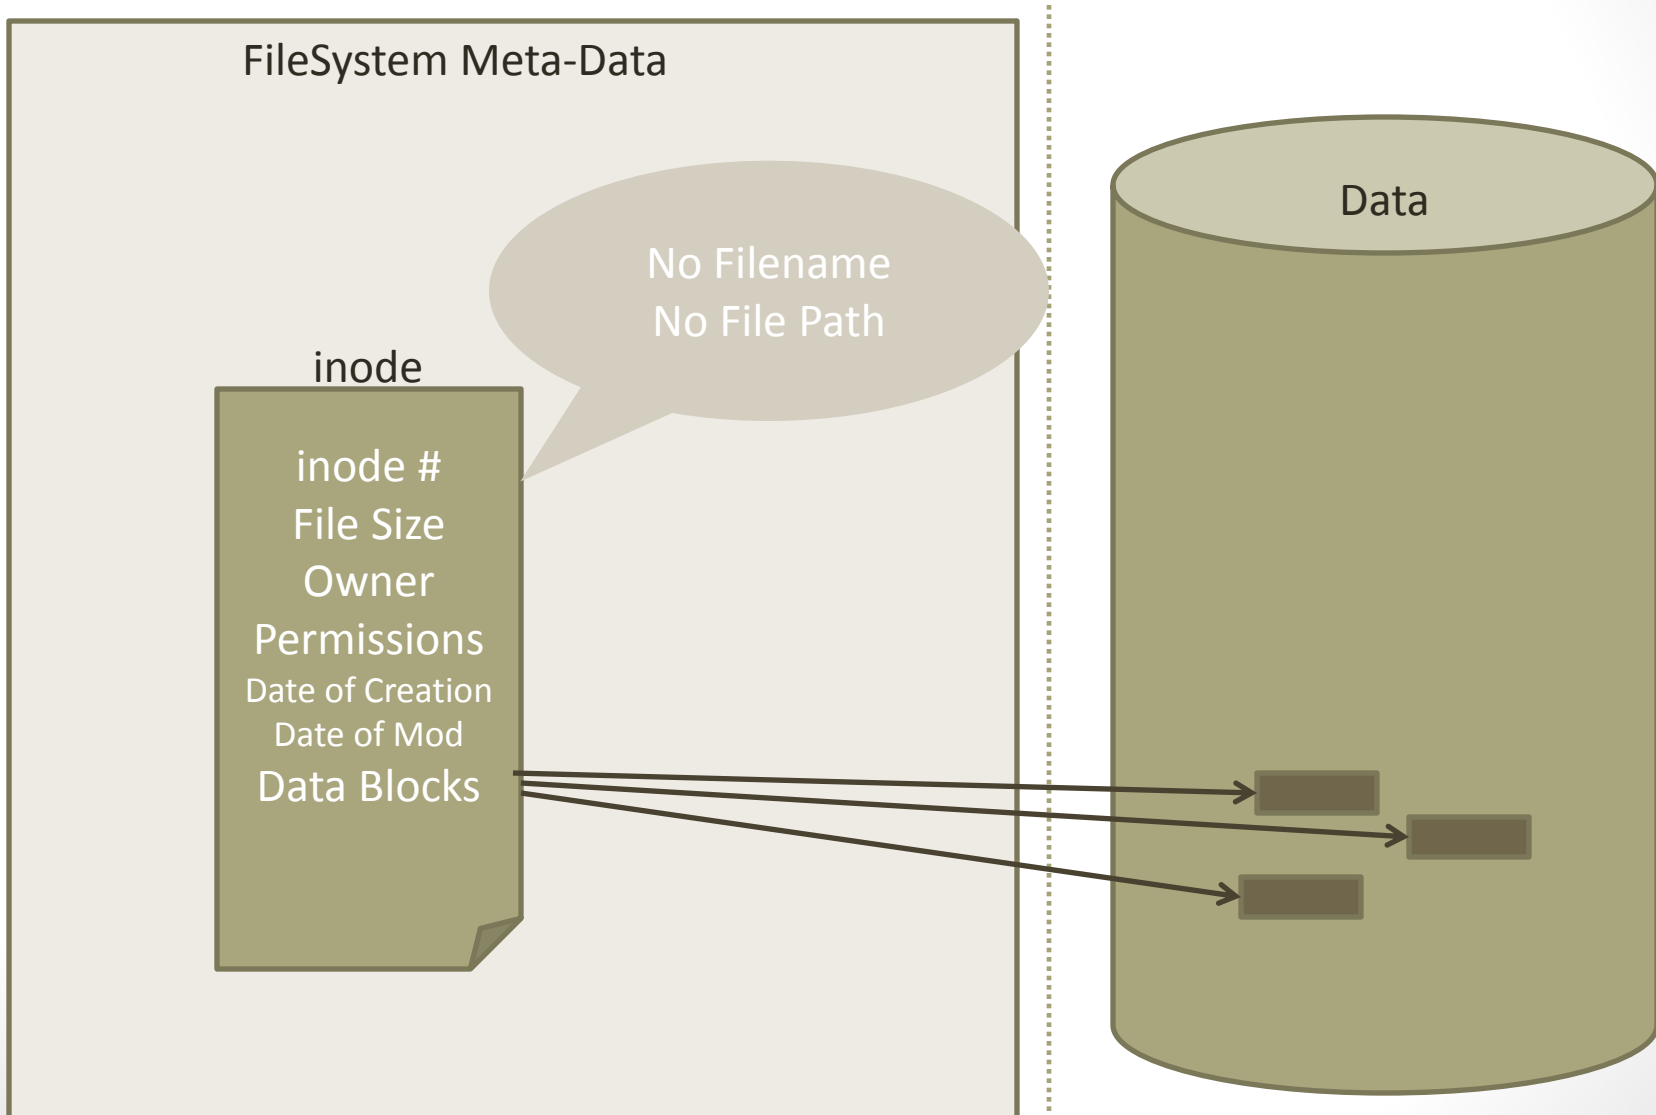 FileSystem Meta-Data
No Filename
No File Path
inode
inode #
File Size
Owner
Permissions
Date of Creation
Date of Mod
Data Blocks
Data